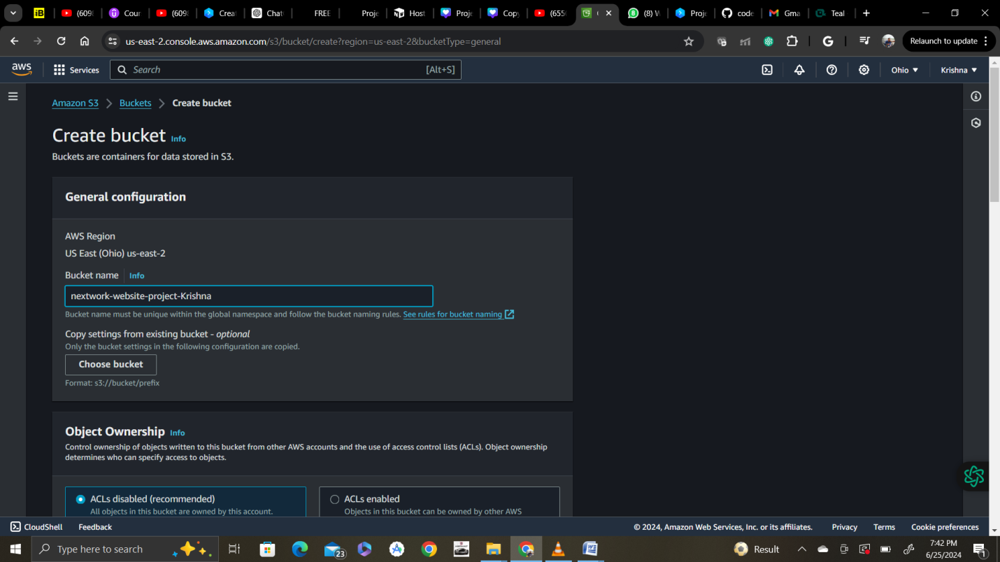 iB
(609
Cour
(609
Creat
Chat
FREE
Proje
Host
Proje
Copy
(655
(8) W
Proje
code
Gma
Teal
us-east-2.console.aws.amazon.com/s3/bucket/create?region=us-east-2&bucketType=general
Relaunch to update
aws
Services
Search
[Alt+S]
Ohio
Krishna
Amazon S3
Buckets
Create bucket
Create bucket Info
Buckets are containers for data stored in S3.
General configuration
AWS Region
US East (Ohio) us-east-2
Bucket name Info
nextwork-website-project-Krishna
Bucket name must be unique within the global namespace and follow the bucket naming rules. See rules for bucket naming
Copy settings from existing bucket - optional
Only the bucket settings in the following configuration are copied.
Choose bucket
Format: s3://bucket/prefix
Object Ownership Info
Control ownership of objects written to this bucket from other AWS accounts and the use of access control lists (ACLs). Object ownership
determines who can specify access to objects.
ACLs disabled (recommended)
All objects in this bucket are owned by this account.
ACLs enabled
Objects in this bucket can be owned by other AWS
CloudShell
Feedback
© 2024, Amazon Web Services, Inc. or its affiliates.
Privacy
Terms
Cookie preferences
Type here to search
23
Result
7:42 PM
6/25/2024
1